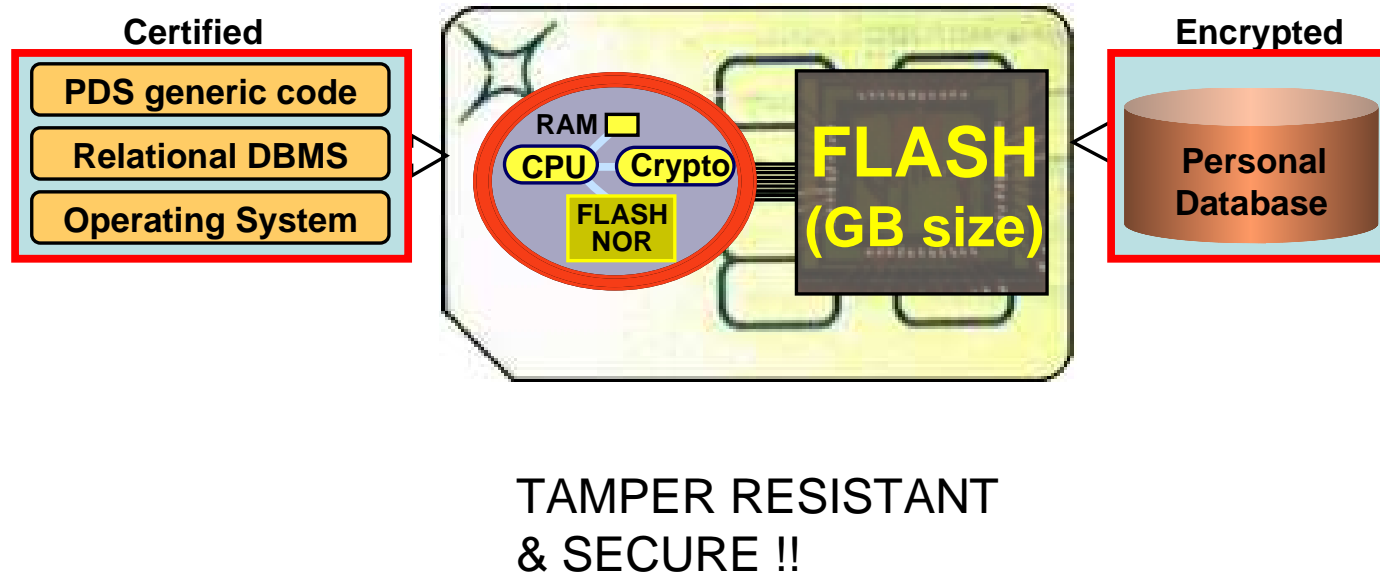 Certified
PDS generic code
Relational DBMS
Operating System
RAM
CPU
Crypto
FLASH
NOR
FLASH
(GB size)
Encrypted
Personal
Database
TAMPER RESISTANT
& SECURE !!